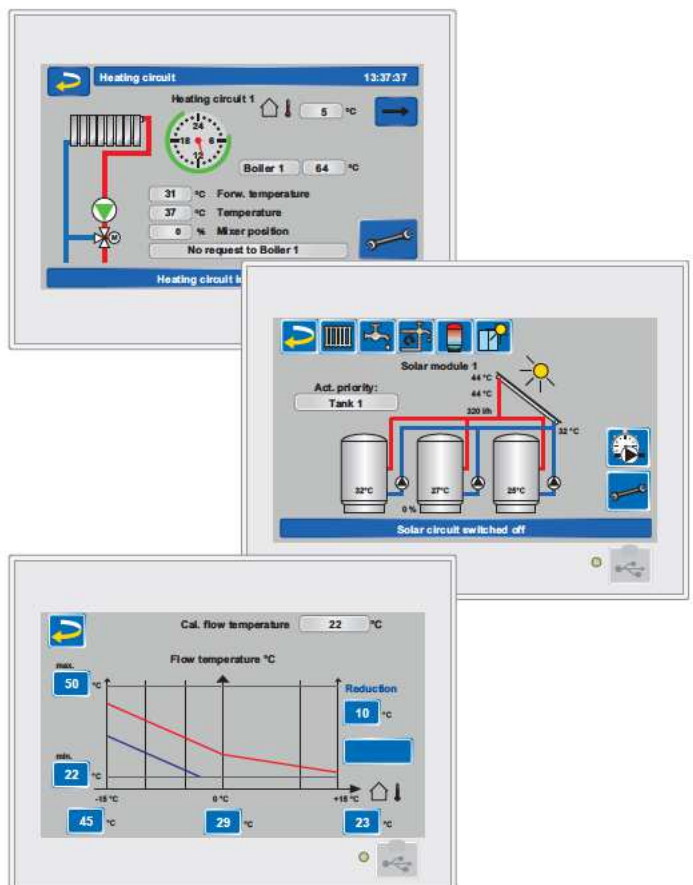 Heating circuit 13:37:37
Heating circuit 1
5 °C
24
18 6
12
Boiler 1 64 °C
31 °C Forw. temperature
37 °C Temperature
0 % Mixer position
M
No request to Boiler 1
Heating circuit
Solar module 1
Act. priority:
Tank 1
44 °C
44 °C
320 l/h
32 °C
32°C 27°C 25°C
0 %
Solar circuit switched off
Cal. flow temperature 22 °C
Flow temperature °C
max.
50 °C
Reduction
10 °C
min.
22 °C
-15 °C 0 °C +15 °C
45 °C 29 °C 23 °C